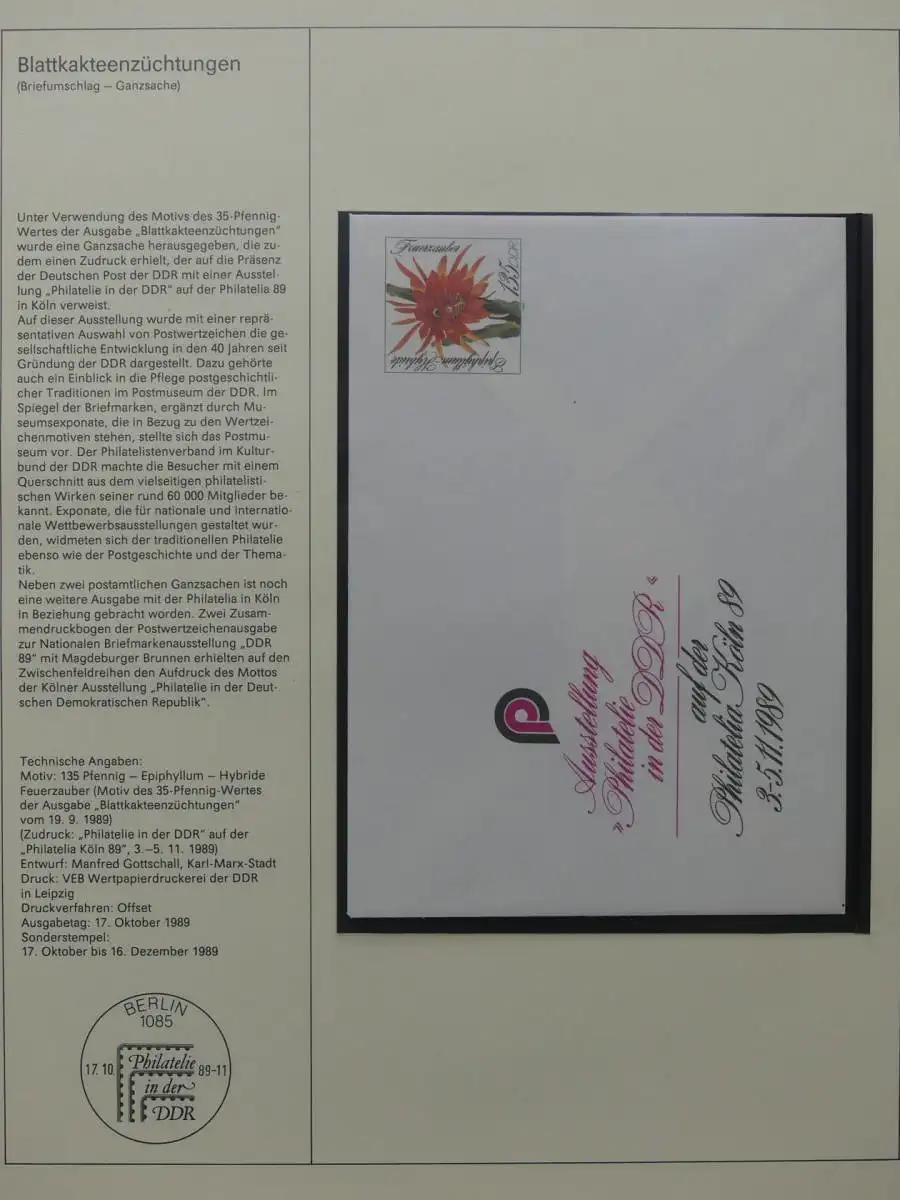 Blattkakteenzüchtungen
(Briefumschlag – Ganzsache)
Unter Verwendung des Motivs des 35-Pfennig-
Wertes der Ausgabe „Blattkakteenzüchtungen“
wurde eine Ganzsache herausgegeben, die zu-
dem einen Zudruck erhielt, der auf die Präsenz
der Deutschen Post der DDR mit einer Ausstel-
lung „Philatelie in der DDR“ auf der Philatelia 89
in Köln verweist.
Auf dieser Ausstellung wurde mit einer reprä-
sentativen Auswahl von Postwertzeichen die ge-
sellschaftliche Entwicklung in den 40 Jahren seit
Gründung der DDR dargestellt. Dazu gehörte
auch ein Einblick in die Pflege postgeschichtli-
cher Traditionen im Postmuseum der DDR. Im
Spiegel der Briefmarken, ergänzt durch Mu-
seumsexponate, die in Bezug zu den Wertzei-
chenmotiven stehen, stellte sich das Postmu-
seum vor. Der Philatelistenverband im Kultur-
bund der DDR machte die Besucher mit einem
Querschnitt aus dem vielseitigen philatelisti-
schen Wirken seiner rund 60 000 Mitglieder be-
kannt. Exponate, die für nationale und internatio-
nale Wettbewerbsausstellungen gestaltet wur-
den, widmeten sich der traditionellen Philatelie
ebenso wie der Postgeschichte und der Thema-
tik.
Neben zwei postamtlichen Ganzsachen ist noch
eine weitere Ausgabe mit der Philatelia in Köln
in Beziehung gebracht worden. Zwei Zusam-
mendruckbogen der Postwertzeichenausgabe
zur Nationalen Briefmarkenausstellung „DDR
89“ mit Magdeburger Brunnen erhielten auf den
Zwischenfeldreihen den Aufdruck des Mottos
der Kölner Ausstellung „Philatelie in der Deut-
schen Demokratischen Republik“.
Technische Angaben:
Motiv: 135 Pfennig – Epiphyllum – Hybride
Feuerzauber (Motiv des 35-Pfennig-Wertes
der Ausgabe „Blattkakteenzüchtungen“
vom 19. 9. 1989)
(Zudruck: „Philatelie in der DDR“ auf der
„Philatelia Köln 89“, 3.–5. 11. 1989)
Entwurf: Manfred Gottschall, Karl-Marx-Stadt
Druck: VEB Wertpapierdruckerei der DDR
in Leipzig
Druckverfahren: Offset
Ausgabetag: 17. Oktober 1989
Sonderstempel:
17. Oktober bis 16. Dezember 1989
BERLIN
1085
17.10. 89-11
Philatelie
in der
DDR
Feuerzauber
135 DDR
Epiphyllum-Hybride
Ausstellung
»Philatelie
in der DDR«
auf der
Philatelia Köln 89
3.-5.11.1989